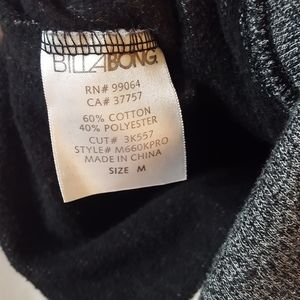 BILLABONG
RN# 99064
CA# 37757
60% COTTON
40% POLYESTER
CUT# 3K557
STYLE# M660KPRO
MADE IN CHINA
SIZE M